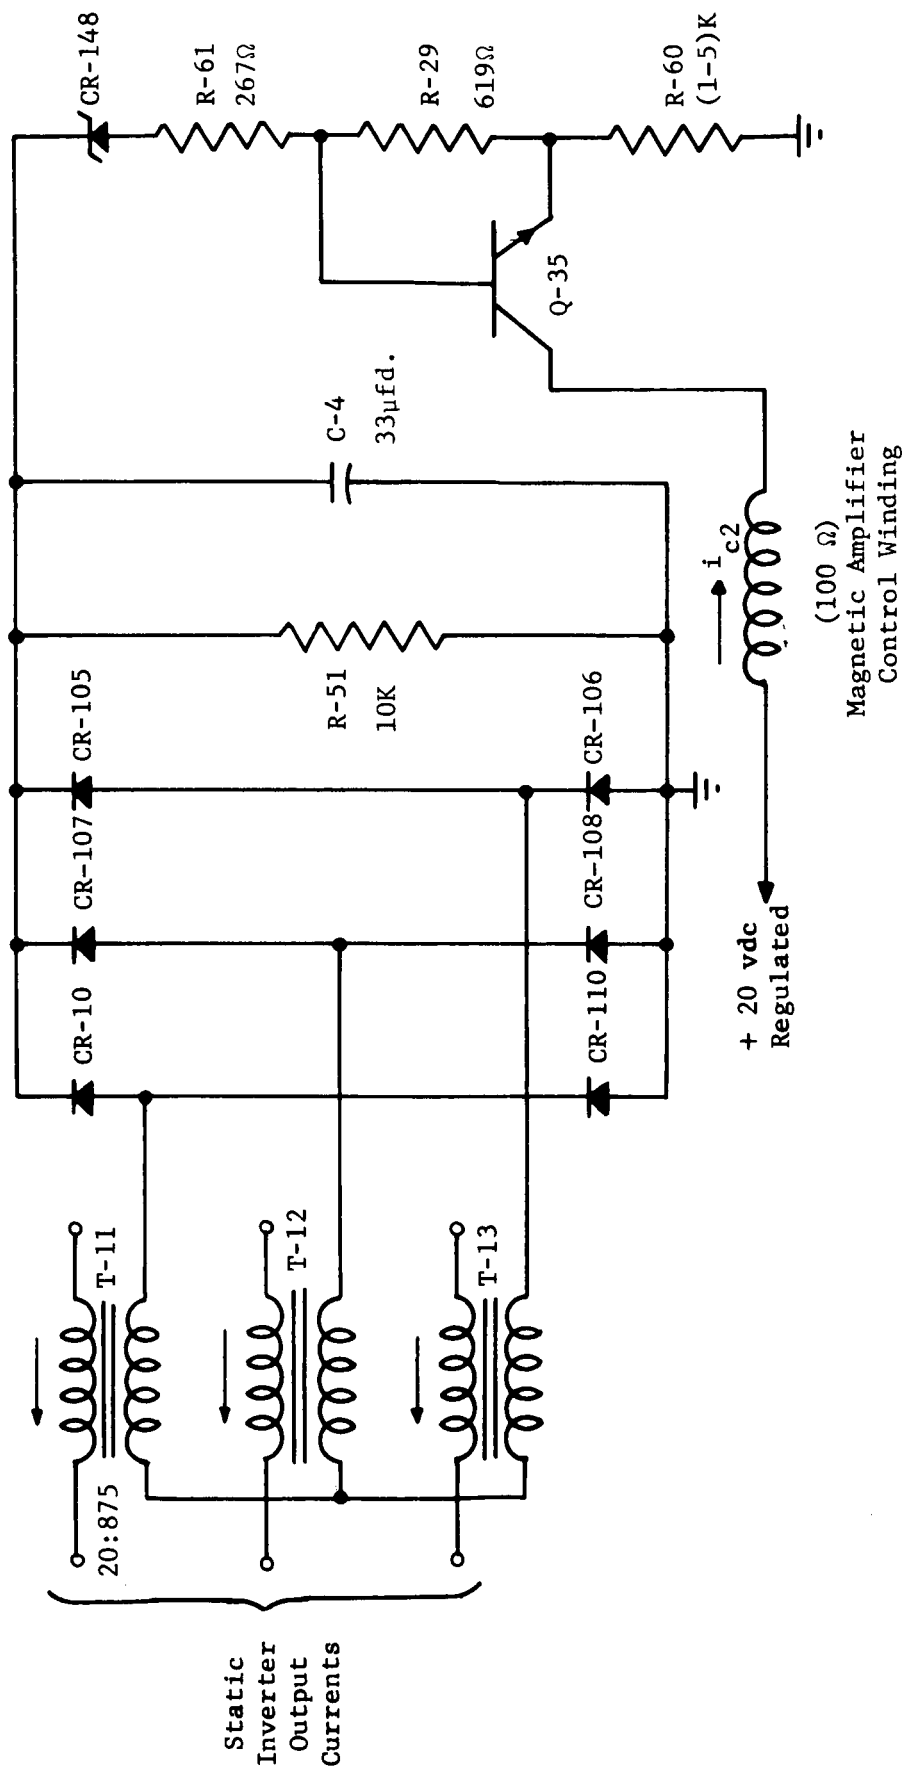 Static
Inverter
Output
Currents
20:875
T-11
T-12
T-13
CR-10
CR-107
CR-105
CR-110
CR-108
CR-106
R-51
10K
C-4
33μfd.
CR-148
R-61
267Ω
R-29
619Ω
R-60
(1-5)K
Q-35
i c2
+ 20 vdc
Regulated
(100 Ω)
Magnetic Amplifier
Control Winding